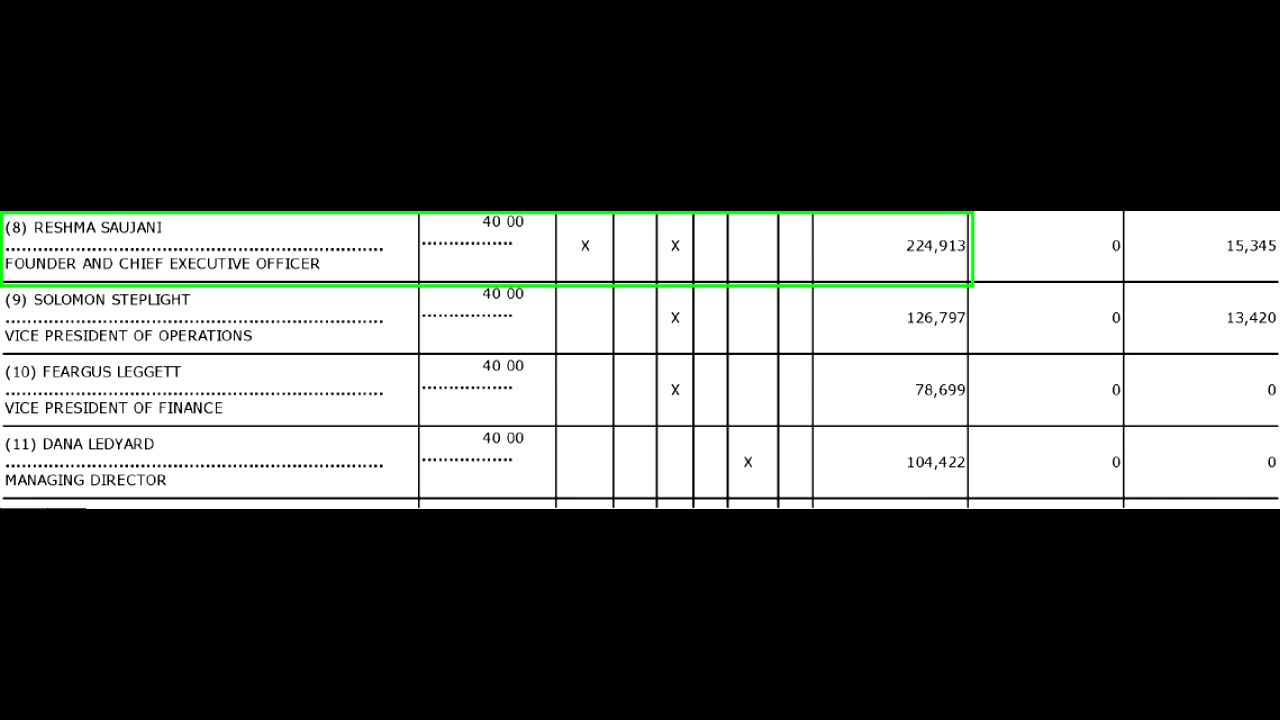 (8) RESHMA SAUJANI 40 00
X X 224,913 0 15,345
FOUNDER AND CHIEF EXECUTIVE OFFICER
(9) SOLOMON STEPLIGHT 40 00
X 126,797 0 13,420
VICE PRESIDENT OF OPERATIONS
(10) FEARGUS LEGGETT 40 00
X 78,699 0 0
VICE PRESIDENT OF FINANCE
(11) DANA LEDYARD 40 00
X 104,422 0 0
MANAGING DIRECTOR